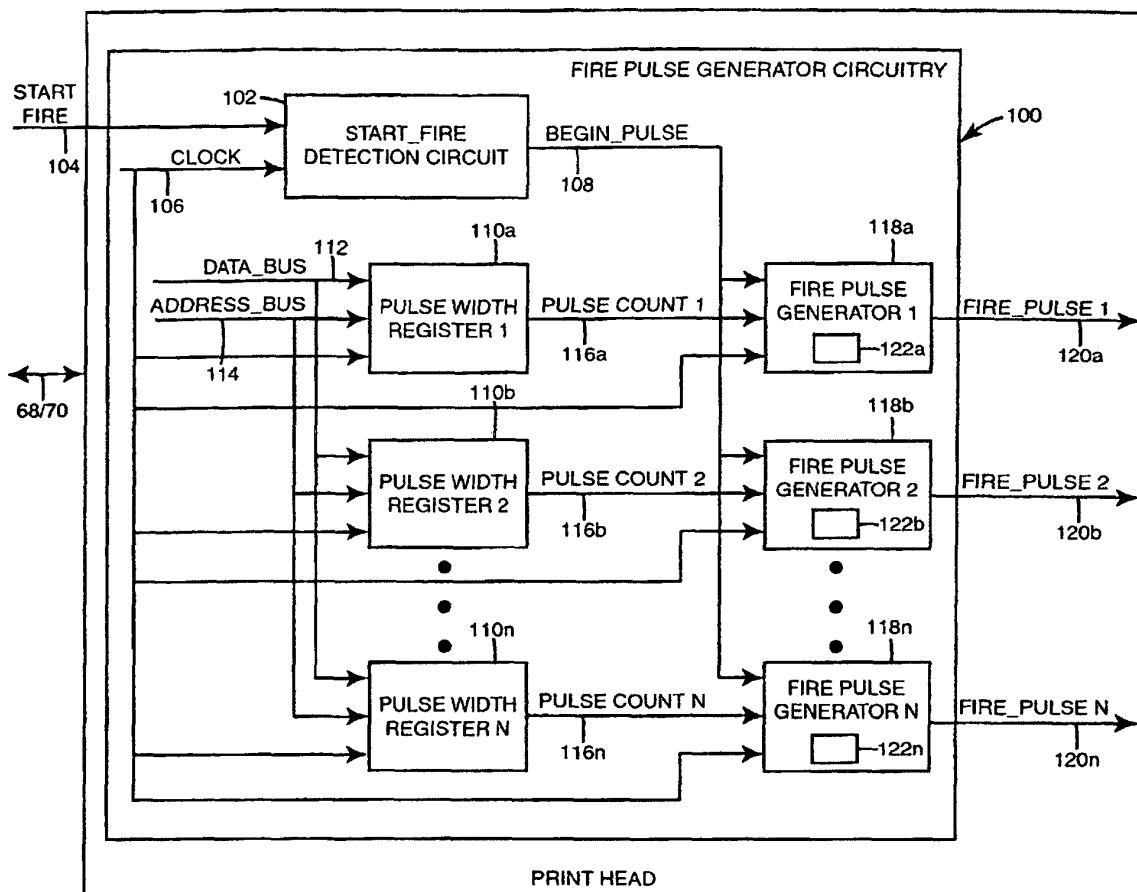 FIRE PULSE GENERATOR CIRCUITRY
START
FIRE
104
102
START_FIRE
DETECTION CIRCUIT
BEGIN_PULSE
108
100
CLOCK
106
110a
118a
DATA_BUS
112
ADDRESS_BUS
114
PULSE WIDTH
REGISTER 1
PULSE COUNT 1
116a
FIRE PULSE
GENERATOR 1
122a
FIRE_PULSE 1
120a
68/70
110b
118b
PULSE WIDTH
REGISTER 2
PULSE COUNT 2
116b
FIRE PULSE
GENERATOR 2
122b
FIRE_PULSE 2
120b
110n
118n
PULSE WIDTH
REGISTER N
PULSE COUNT N
116n
FIRE PULSE
GENERATOR N
122n
FIRE_PULSE N
120n
PRINT HEAD